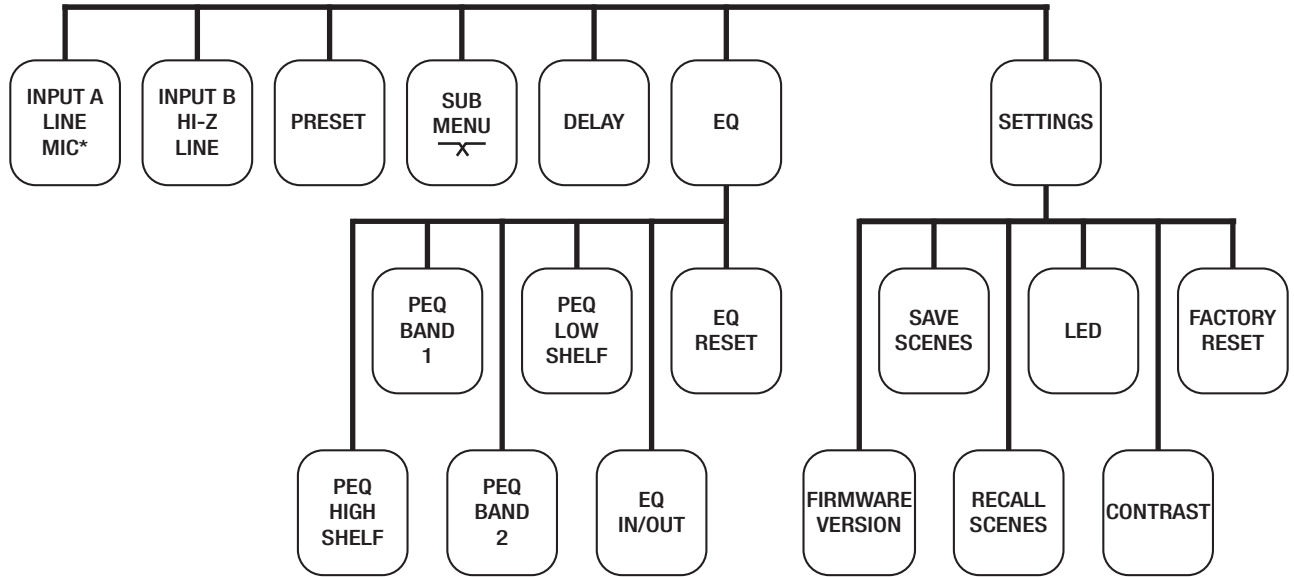 INPUT A
LINE
MIC*
INPUT B
HI-Z
LINE
PRESET
SUB
MENU
DELAY
EQ
SETTINGS
PEQ
BAND
1
PEQ
LOW
SHELF
EQ
RESET
SAVE
SCENES
LED
FACTORY
RESET
PEQ
HIGH
SHELF
PEQ
BAND
2
EQ
IN/OUT
FIRMWARE
VERSION
RECALL
SCENES
CONTRAST